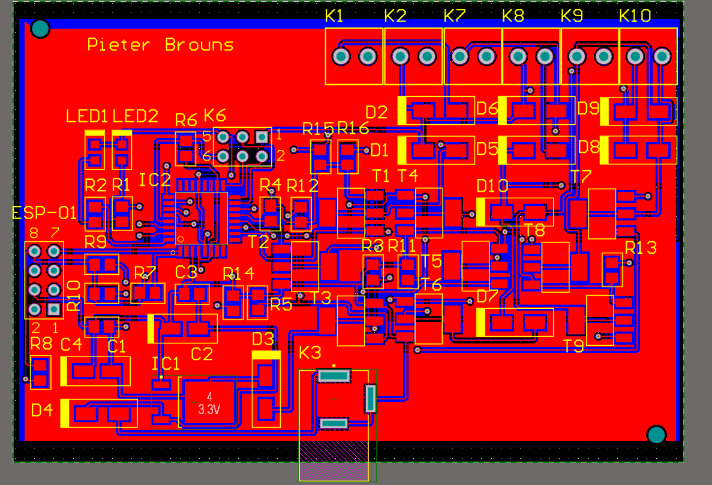 K1 K2 K7 K8 K9 K10
Pieter Brouns
D2 D6 D9
LED1 LED2 R6 K6 R15 R16
5 1
6 2
D1 D5 D8
IC2 T1 T4 T7
R2 R1 R4 R12 D10
ESP-01
8 7
T2 T8
R9 R3 R11 R13
R7 C3 R14 T5
R10 R5 T3 T6 D7
2 1
R8 C4 C1 C2 D3 K3 T9
IC1
4
3.3V
D4